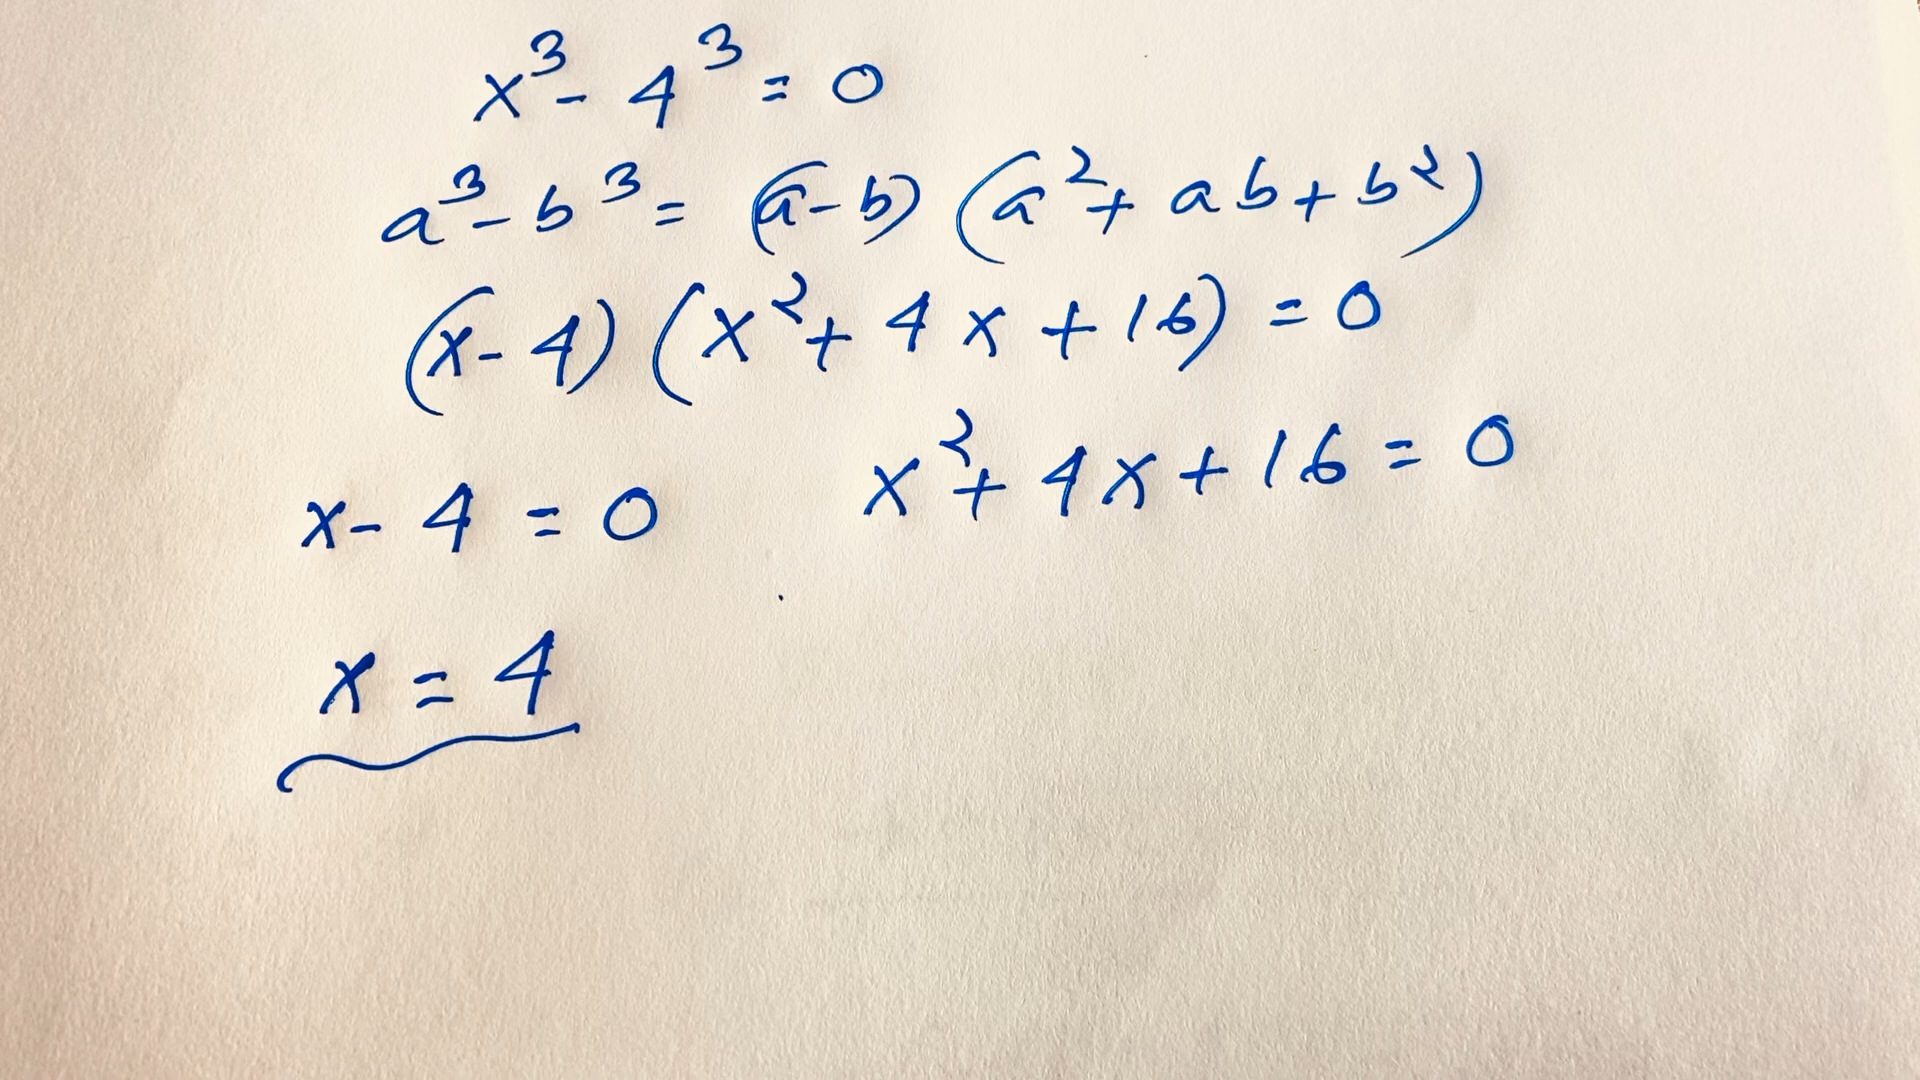 x³ - 4³ = 0
a³ - b³ = (a - b) (a² + ab + b²)
(x - 4) (x² + 4x + 16) = 0
x - 4 = 0
x² + 4x + 16 = 0
x = 4